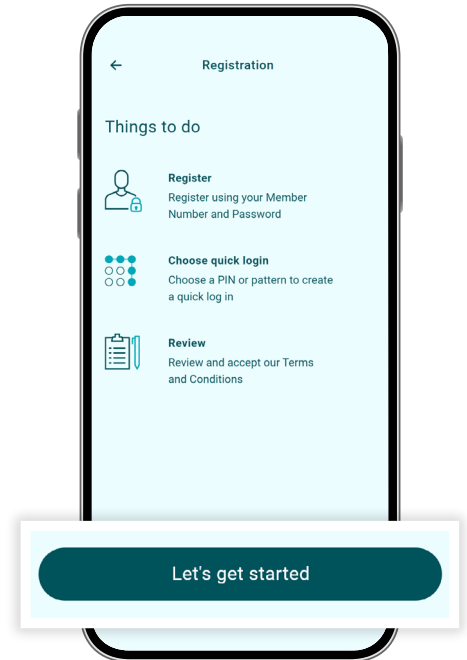 Registration
Things to do
Register
Register using your Member
Number and Password
Choose quick login
Choose a PIN or pattern to create
a quick log in
Review
Review and accept our Terms
and Conditions
Let's get started